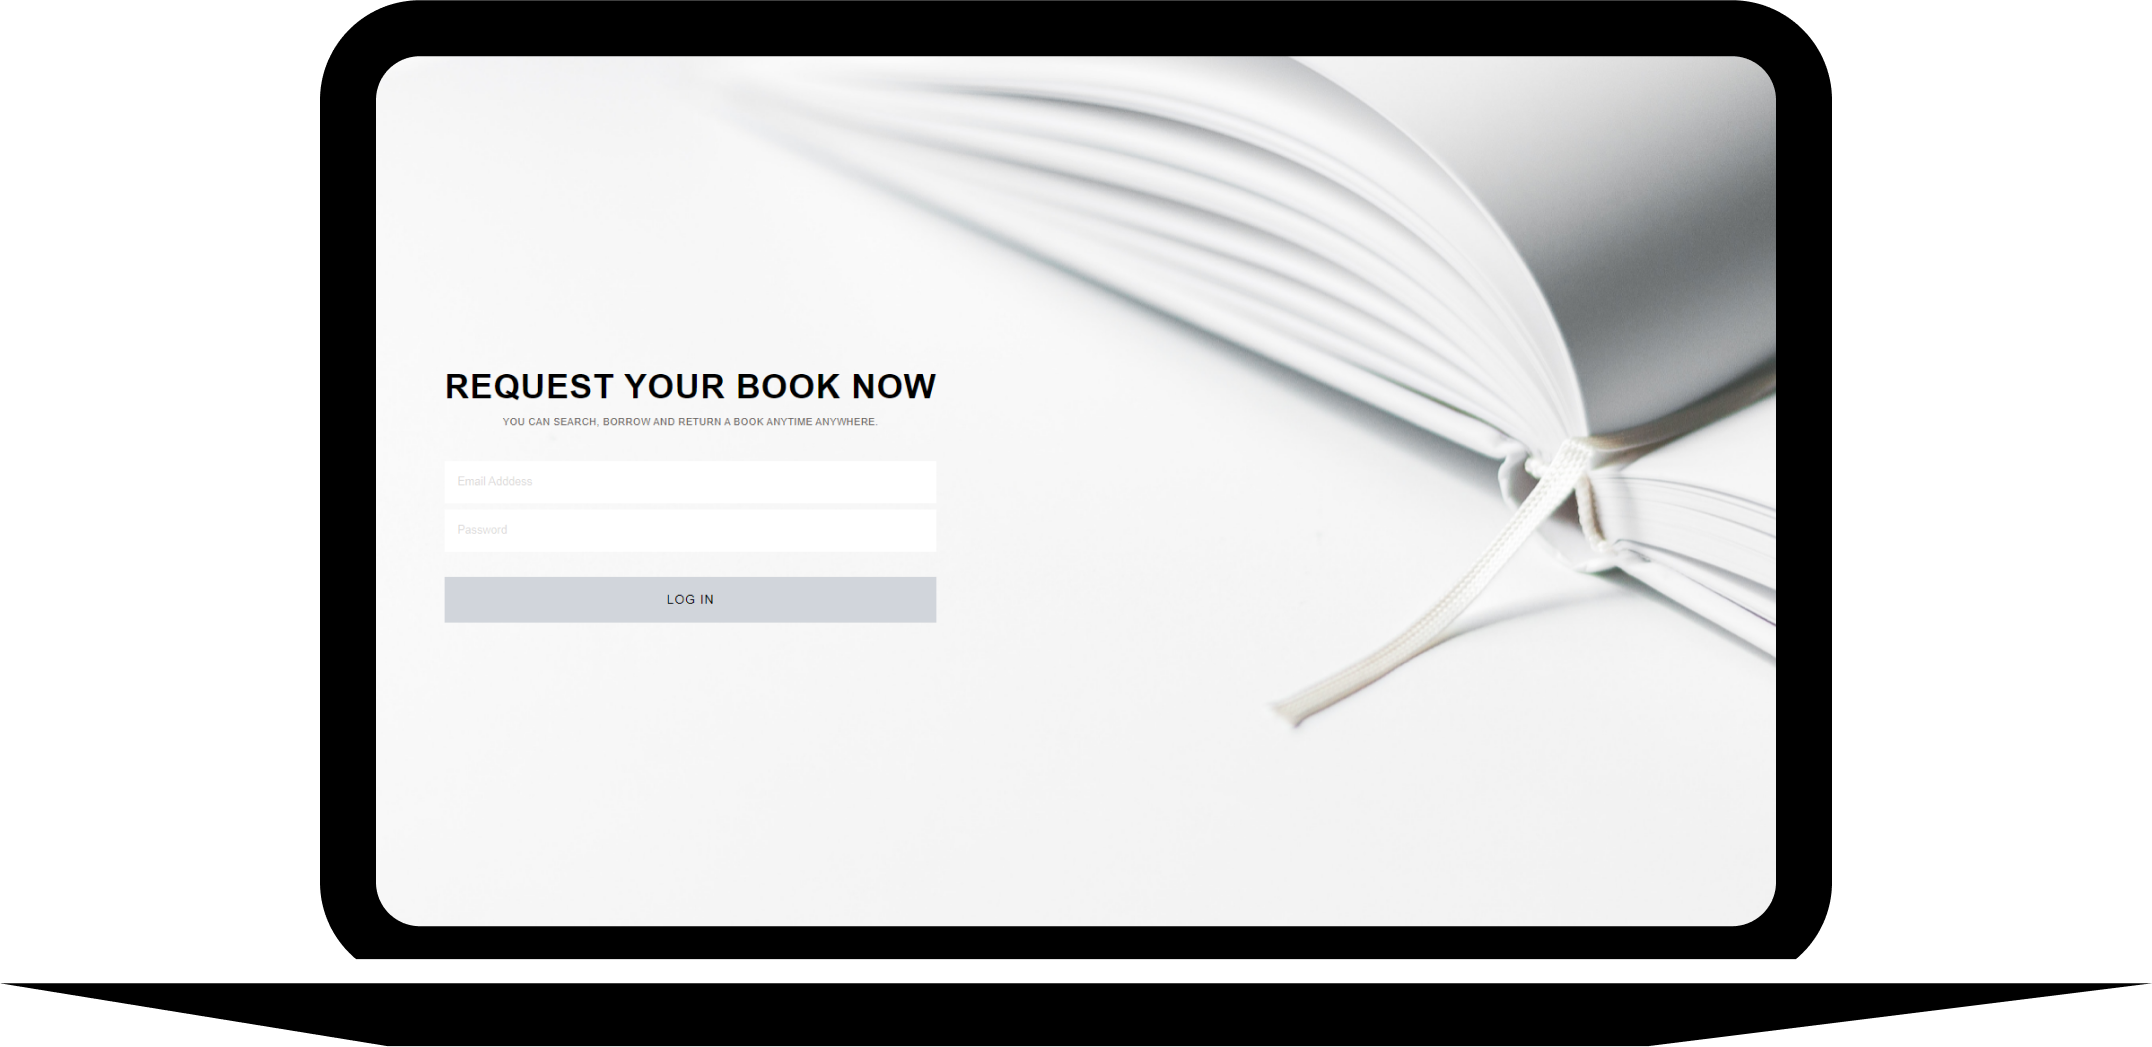 REQUEST YOUR BOOK NOW
YOU CAN SEARCH, BORROW AND RETURN A BOOK ANYTIME ANYWHERE.
Email Adddess
Password
LOG IN